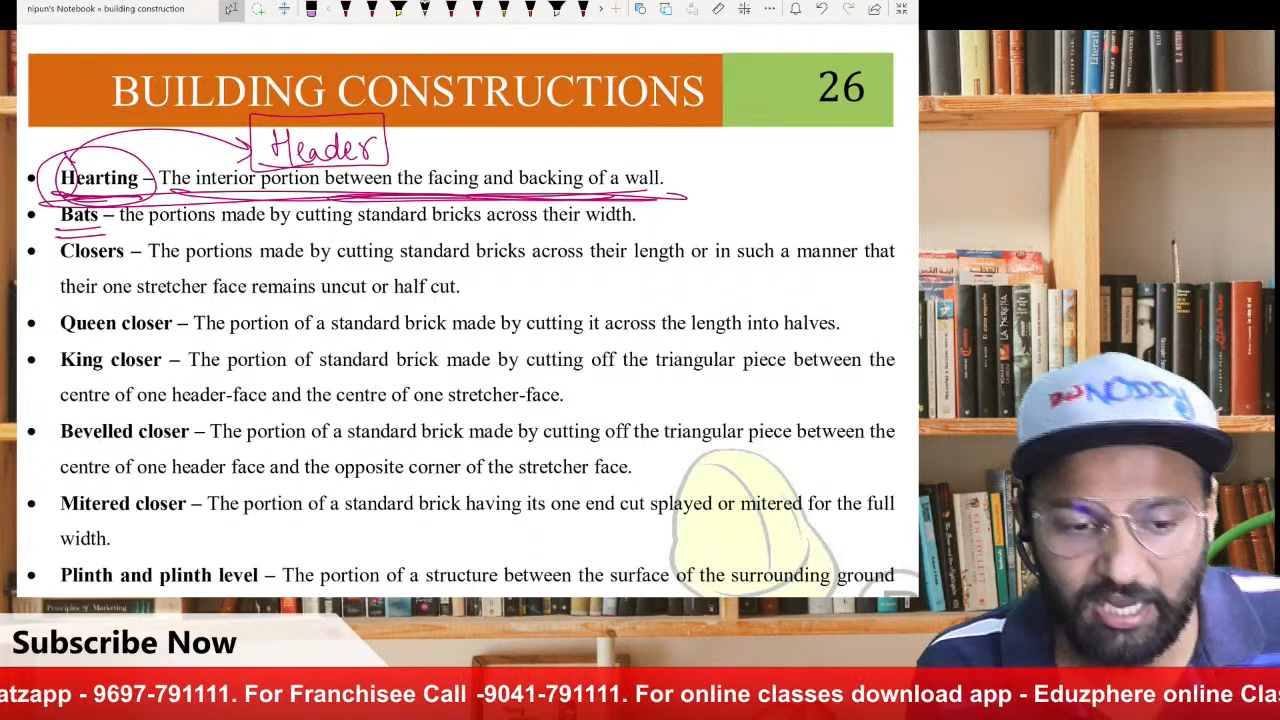 nipun's Notebook » building construction
BUILDING CONSTRUCTIONS
26
Header
• Hearting – The interior portion between the facing and backing of a wall.
• Bats – the portions made by cutting standard bricks across their width.
• Closers – The portions made by cutting standard bricks across their length or in such a manner that
their one stretcher face remains uncut or half cut.
• Queen closer – The portion of a standard brick made by cutting it across the length into halves.
• King closer – The portion of standard brick made by cutting off the triangular piece between the
centre of one header-face and the centre of one stretcher-face.
• Bevelled closer – The portion of a standard brick made by cutting off the triangular piece between the
centre of one header face and the opposite corner of the stretcher face.
• Mitered closer – The portion of a standard brick having its one end cut splayed or mitered for the full
width.
• Plinth and plinth level – The portion of a structure between the surface of the surrounding ground
NODDY
Principles of Marketing
Subscribe Now
atzapp - 9697-791111. For Franchisee Call -9041-791111. For online classes download app - Eduzphere online Clas